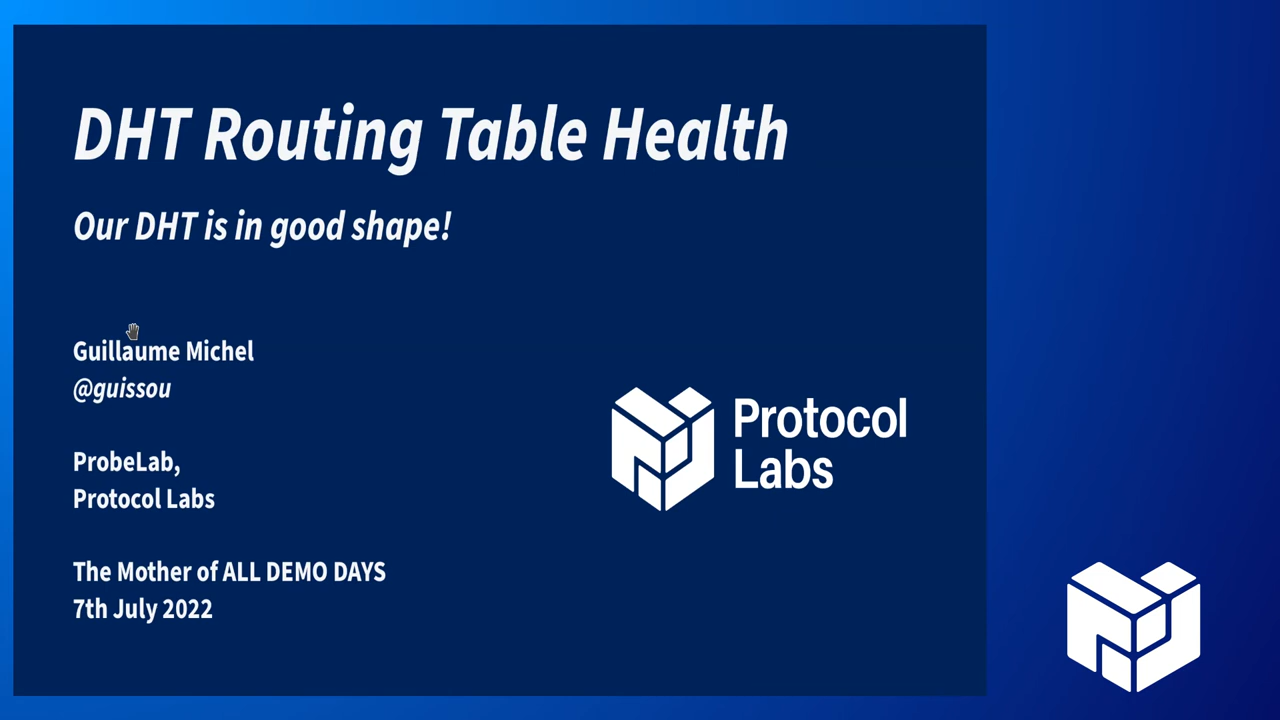 DHT Routing Table Health
Our DHT is in good shape!
Guillaume Michel
@guissou
ProbeLab,
Protocol Labs
The Mother of ALL DEMO DAYS
7th July 2022
Protocol
Labs